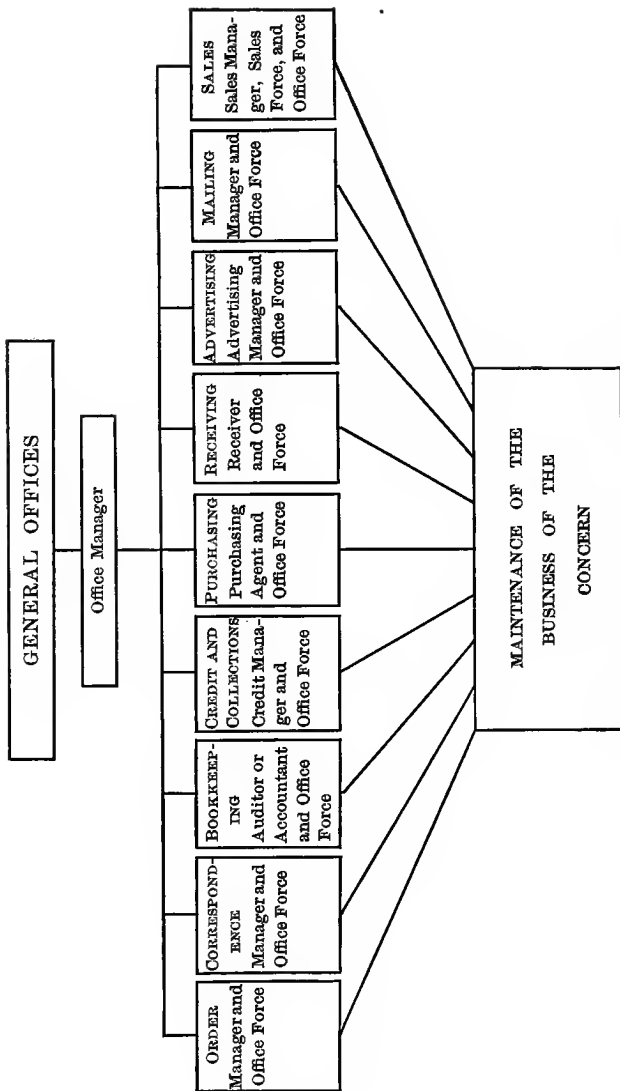 GENERAL OFFICES
Office Manager
ORDER
Manager and
Office Force
CORRESPOND-
ENCE
Manager and
Office Force
BOOKKEEP-
ING
Auditor or
Accountant
and Office
Force
CREDIT AND
COLLECTIONS
Credit Mana-
ger and
Office Force
PURCHASING
Purchasing
Agent and
Office Force
RECEIVING
Receiver
and Office
Force
ADVERTISING
Advertising
Manager and
Office Force
MAILING
Manager and
Office Force
SALES
Sales Mana-
ger, Sales
Force, and
Office Force
MAINTENANCE OF THE
BUSINESS OF THE
CONCERN